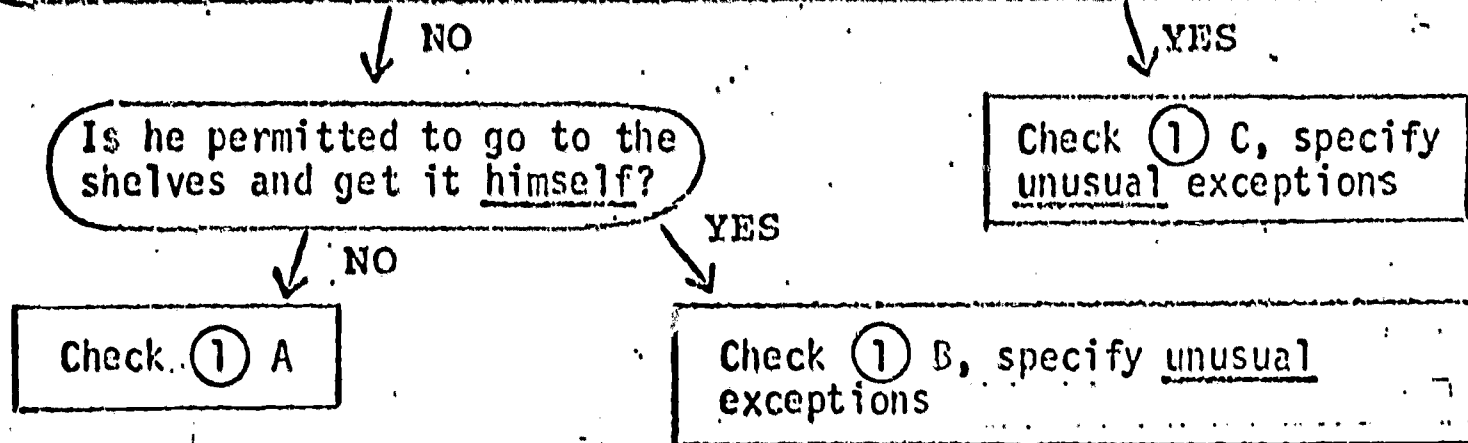 NO
YES
Is he permitted to go to the
shelves and get it himself?
Check ① C, specify
unusual exceptions
NO
YES
Check ① A
Check ① B, specify unusual
exceptions